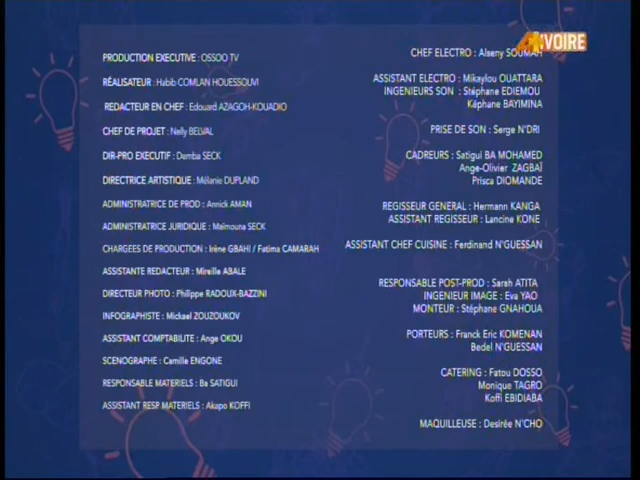 PRODUCTION EXECUTIVE : OSSOO TV
RÉALISATEUR : Habib COMLAN HOUESSOUVI
REDACTEUR EN CHEF : Edouard AZAGOH-KOUADIO
CHEF DE PROJET : Nelly BELVAL
DIR-PRO EXECUTIF : Demba SECK
DIRECTRICE ARTISTIQUE : Mélanie DUPLAND
ADMINISTRATRICE DE PROD : Annick AMAN
ADMINISTRATRICE JURIDIQUE : Maïmouna SECK
CHARGEES DE PRODUCTION : Irène GBAHI / Fatima CAMARAH
ASSISTANTE REDACTEUR : Mireille ABALE
DIRECTEUR PHOTO : Philippe RADOUX-BAZZINI
INFOGRAPHISTE : Mickael ZOUZOUKOV
ASSISTANT COMPTABILITE : Ange OKOU
SCENOGRAPHE : Camille ENGONE
RESPONSABLE MATERIELS : Ba SATIGUI
ASSISTANT RESP. MATERIELS : Akapo KOFFI
CHEF ELECTRO : Alseny SOUMAH
ASSISTANT ELECTRO : Mikaylou OUATTARA
INGENIEURS SON : Stéphane EDIEMOU
Képhane BAYIMINA
PRISE DE SON : Serge N'DRI
CADREURS : Satigui BA MOHAMED
Ange-Olivier ZAGBAÏ
Prisca DIOMANDE
REGISSEUR GENERAL : Hermann KANGA
ASSISTANT REGISSEUR : Lancine KONE
ASSISTANT CHEF CUISINE : Ferdinand N'GUESSAN
RESPONSABLE POST-PROD : Sarah ATITA
INGENIEUR IMAGE : Eva YAO
MONTEUR : Stéphane GNAHOUA
PORTEURS : Franck Eric KOMENAN
Bedel N'GUESSAN
CATERING : Fatou DOSSO
Monique TAGRO
Koffi EBIDIABA
MAQUILLEUSE : Desirée N'CHO
IVOIRE